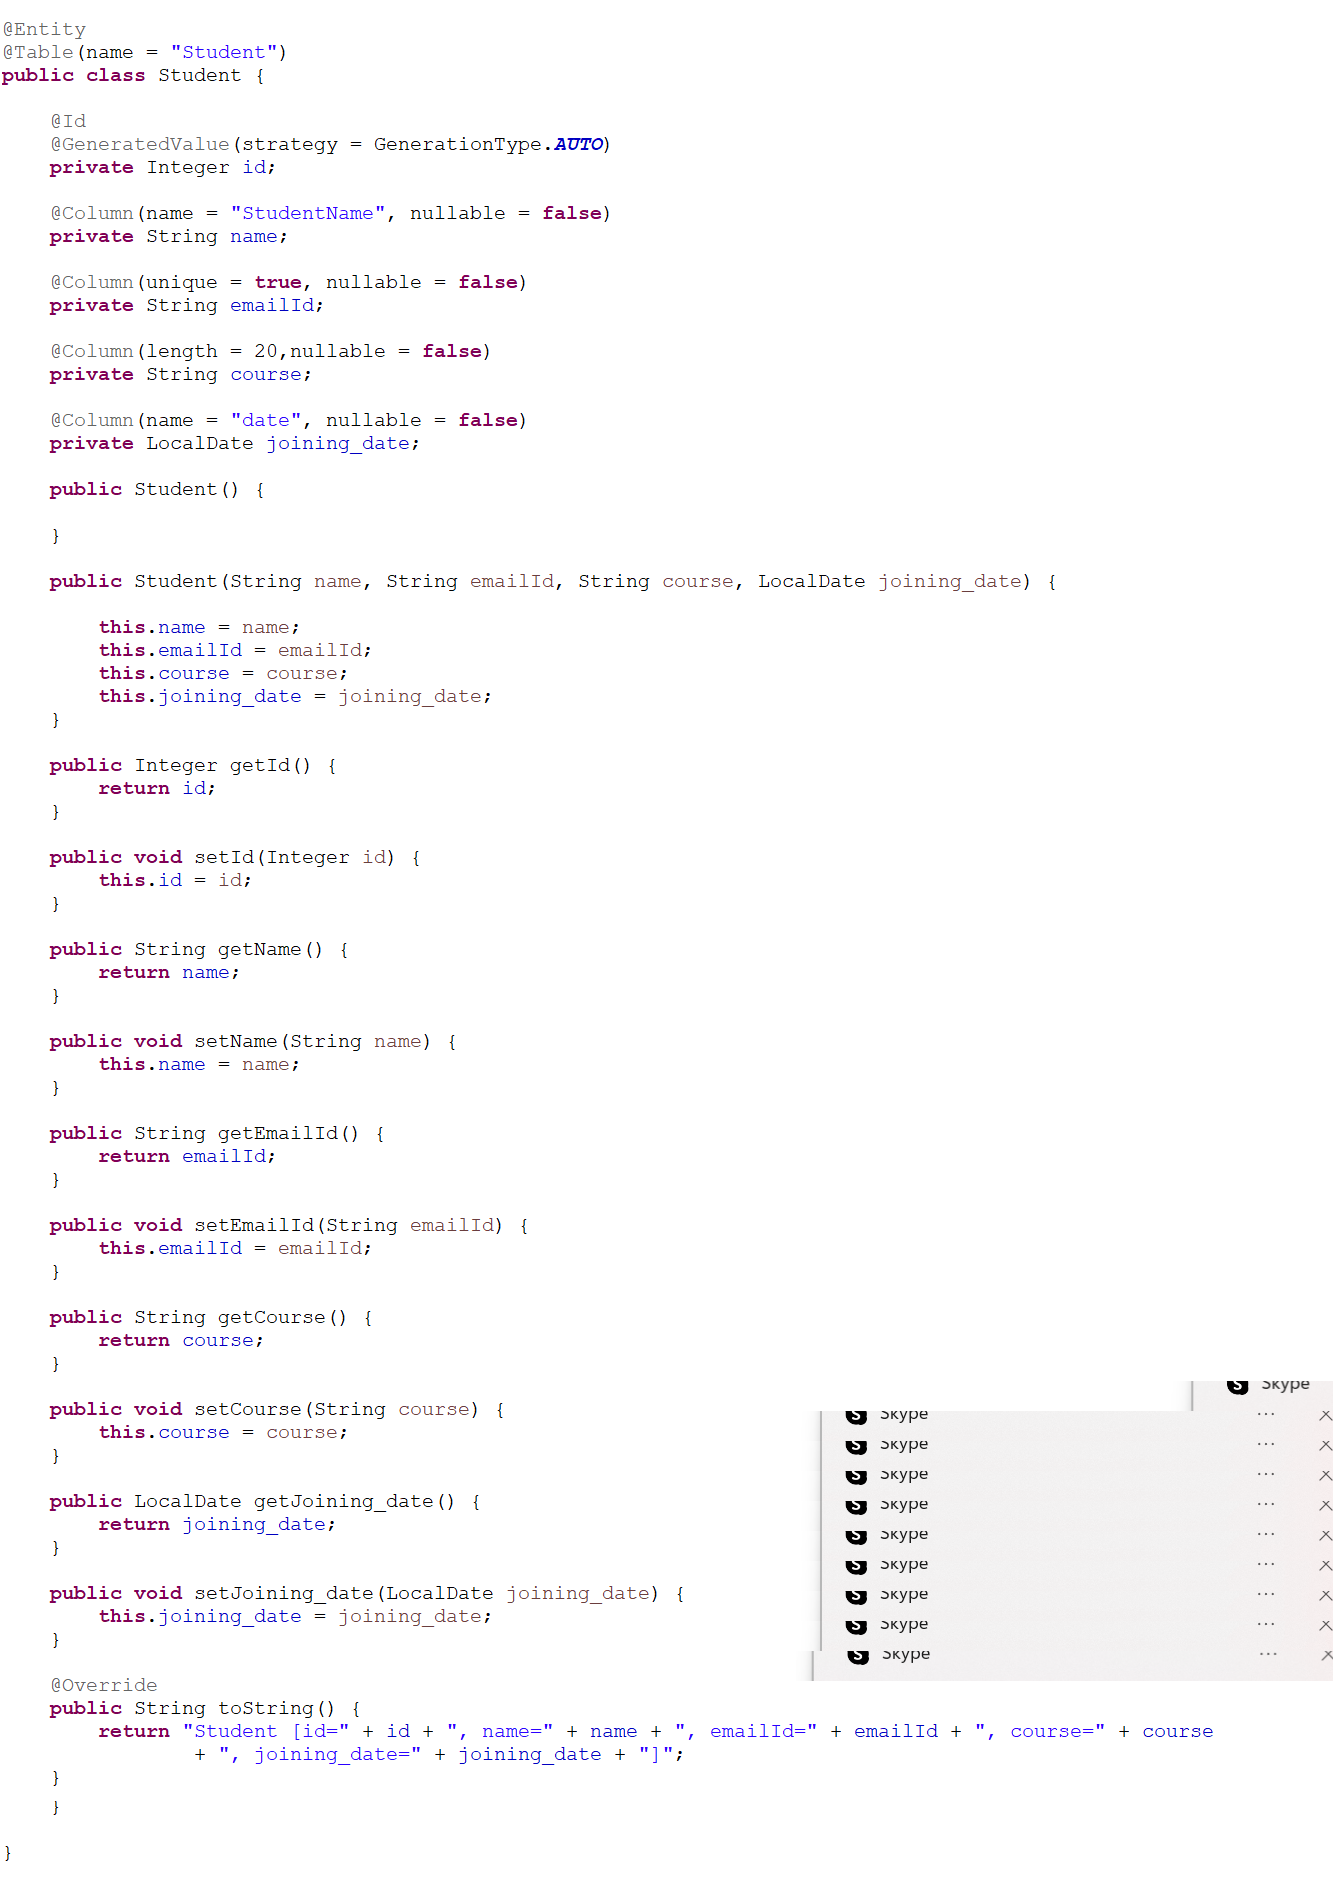 @Entity
@Table(name = "Student")
public class Student {
@Id
@GeneratedValue(strategy = GenerationType.AUTO)
private Integer id;
@Column(name = "StudentName", nullable = false)
private String name;
@Column(unique = true, nullable = false)
private String emailId;
@Column(length = 20,nullable = false)
private String course;
@Column(name = "date", nullable = false)
private LocalDate joining_date;
public Student() {
}
public Student(String name, String emailId, String course, LocalDate joining_date) {
this.name = name;
this.emailId = emailId;
this.course = course;
this.joining_date = joining_date;
}
public Integer getId() {
return id;
}
public void setId(Integer id) {
this.id = id;
}
public String getName() {
return name;
}
public void setName(String name) {
this.name = name;
}
public String getEmailId() {
return emailId;
}
public void setEmailId(String emailId) {
this.emailId = emailId;
}
public String getCourse() {
return course;
}
Skype
public void setCourse(String course) {
Skype
this.course = course;
Skype
}
Skype
public LocalDate getJoining_date() {
Skype
return joining_date;
Skype
}
Skype
public void setJoining_date(LocalDate joining_date) {
Skype
this.joining_date = joining_date;
Skype
}
Skype
@Override
public String toString() {
return "Student [id=" + id + ", name=" + name + ", emailId=" + emailId + ", course=" + course
+ ", joining_date=" + joining_date + "]";
}
}
}